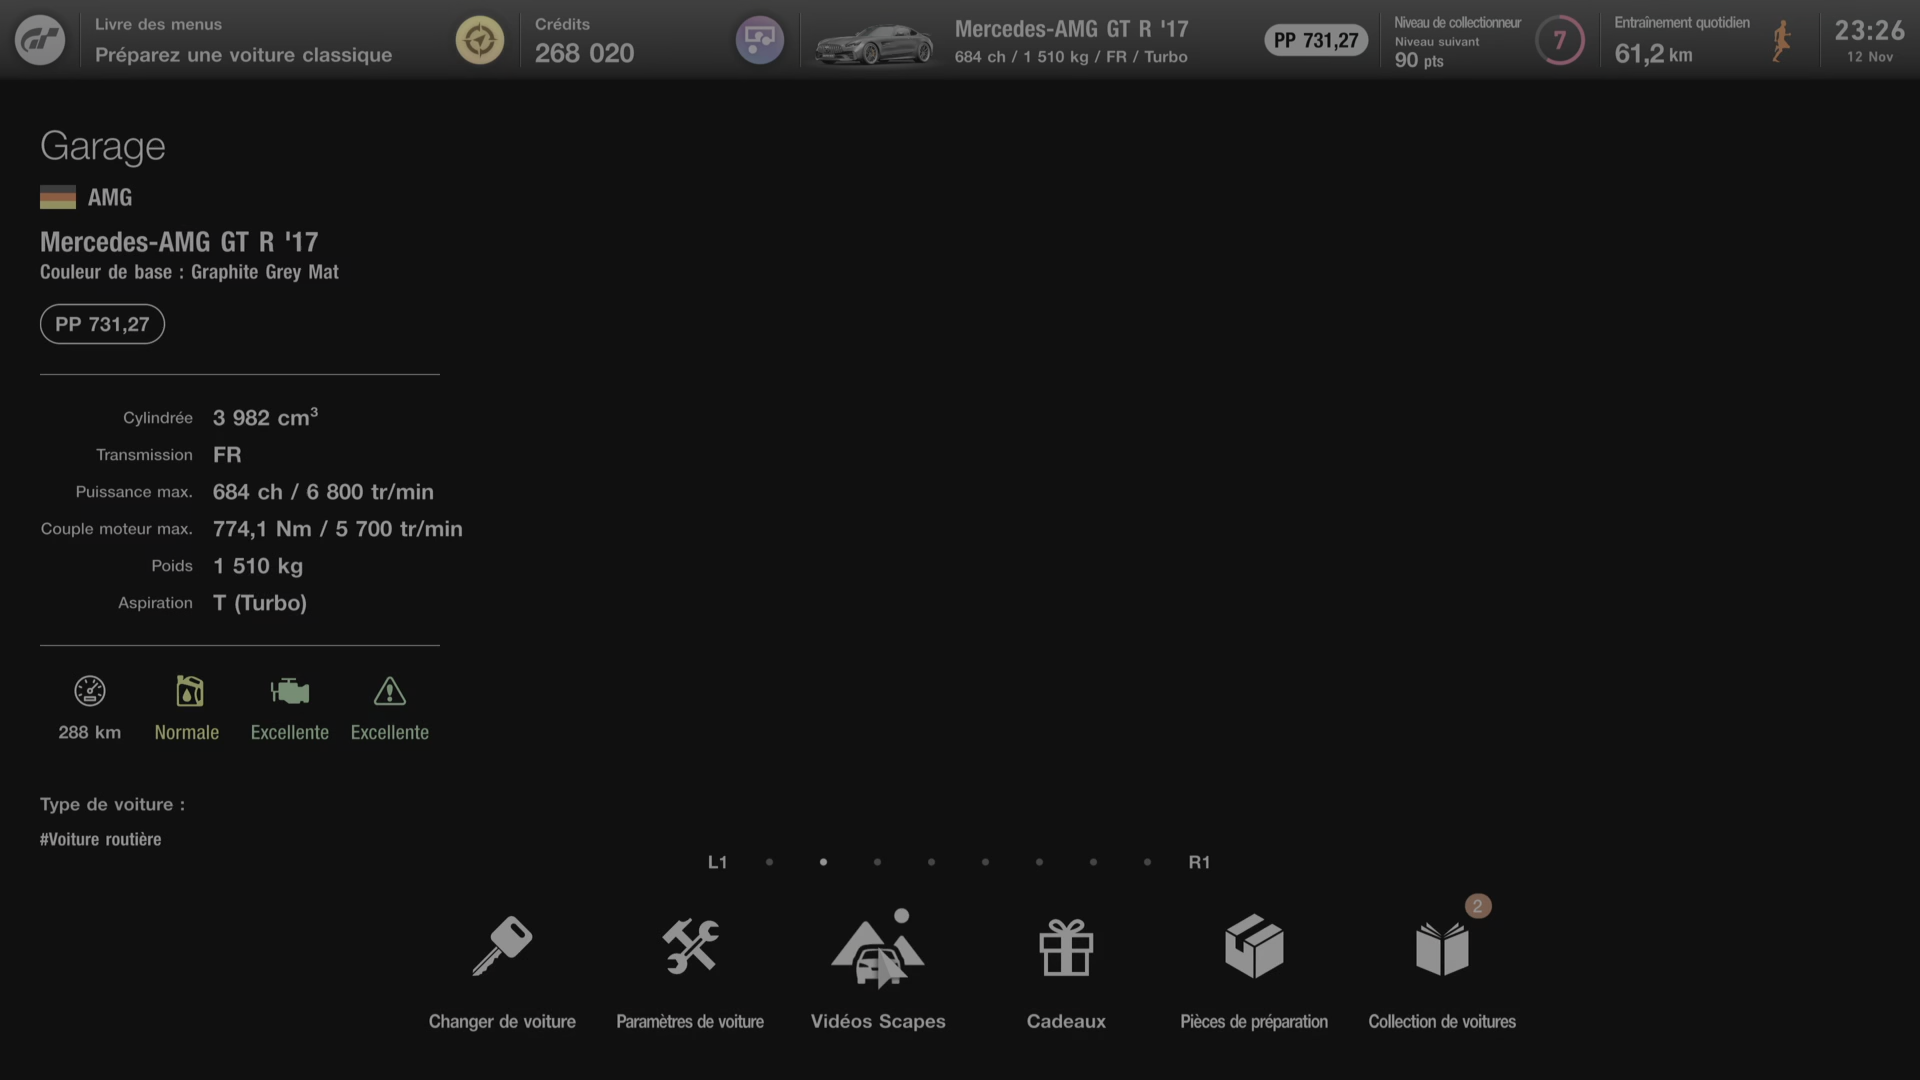 Livre des menus
Préparez une voiture classique
Crédits
268 020
Mercedes-AMG GT R '17
684 ch / 1 510 kg / FR / Turbo
PP 731,27
Niveau de collectionneur
Niveau suivant
90 pts
7
Entraînement quotidien
61,2 km
23:26
12 Nov
Garage
AMG
Mercedes-AMG GT R '17
Couleur de base : Graphite Grey Mat
PP 731,27
Cylindrée 3 982 cm³
Transmission FR
Puissance max. 684 ch / 6 800 tr/min
Couple moteur max. 774,1 Nm / 5 700 tr/min
Poids 1 510 kg
Aspiration T (Turbo)
288 km Normale Excellente Excellente
Type de voiture :
#Voiture routière
L1 R1
2
Changer de voiture Paramètres de voiture Vidéos Scapes Cadeaux Pièces de préparation Collection de voitures